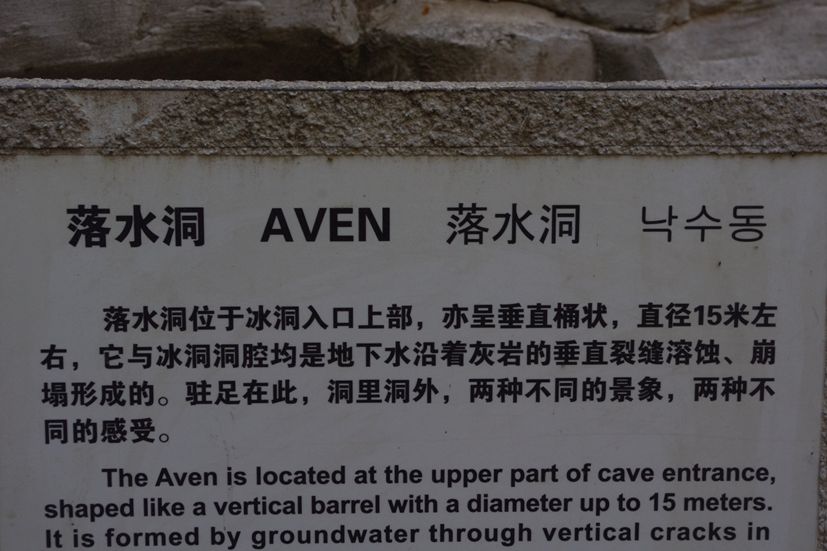 落水洞 AVEN 落水洞 낙수동
落水洞位于冰洞入口上部，亦呈垂直桶状，直径15米左
右，它与冰洞洞腔均是地下水沿着灰岩的垂直裂缝溶蚀、崩
塌形成的。驻足在此，洞里洞外，两种不同的景象，两种不
同的感受。
The Aven is located at the upper part of cave entrance,
shaped like a vertical barrel with a diameter up to 15 meters.
It is formed by groundwater through vertical cracks in